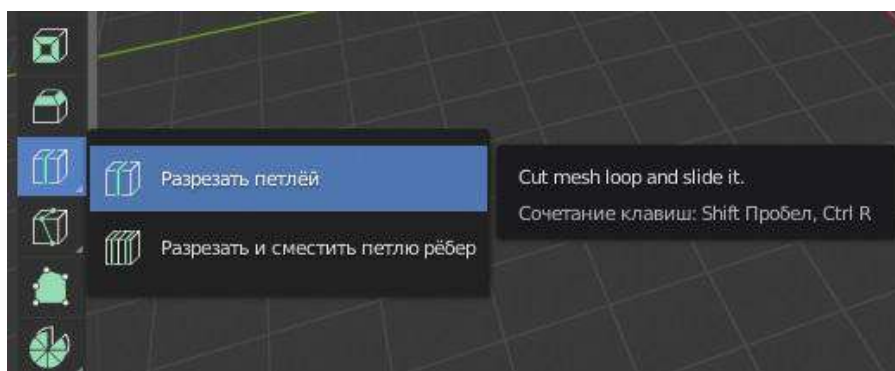 Разрезать петлёй
Разрезать и сместить петлю рёбер
Cut mesh loop and slide it.
Сочетание клавиш: Shift Пробел, Ctrl R